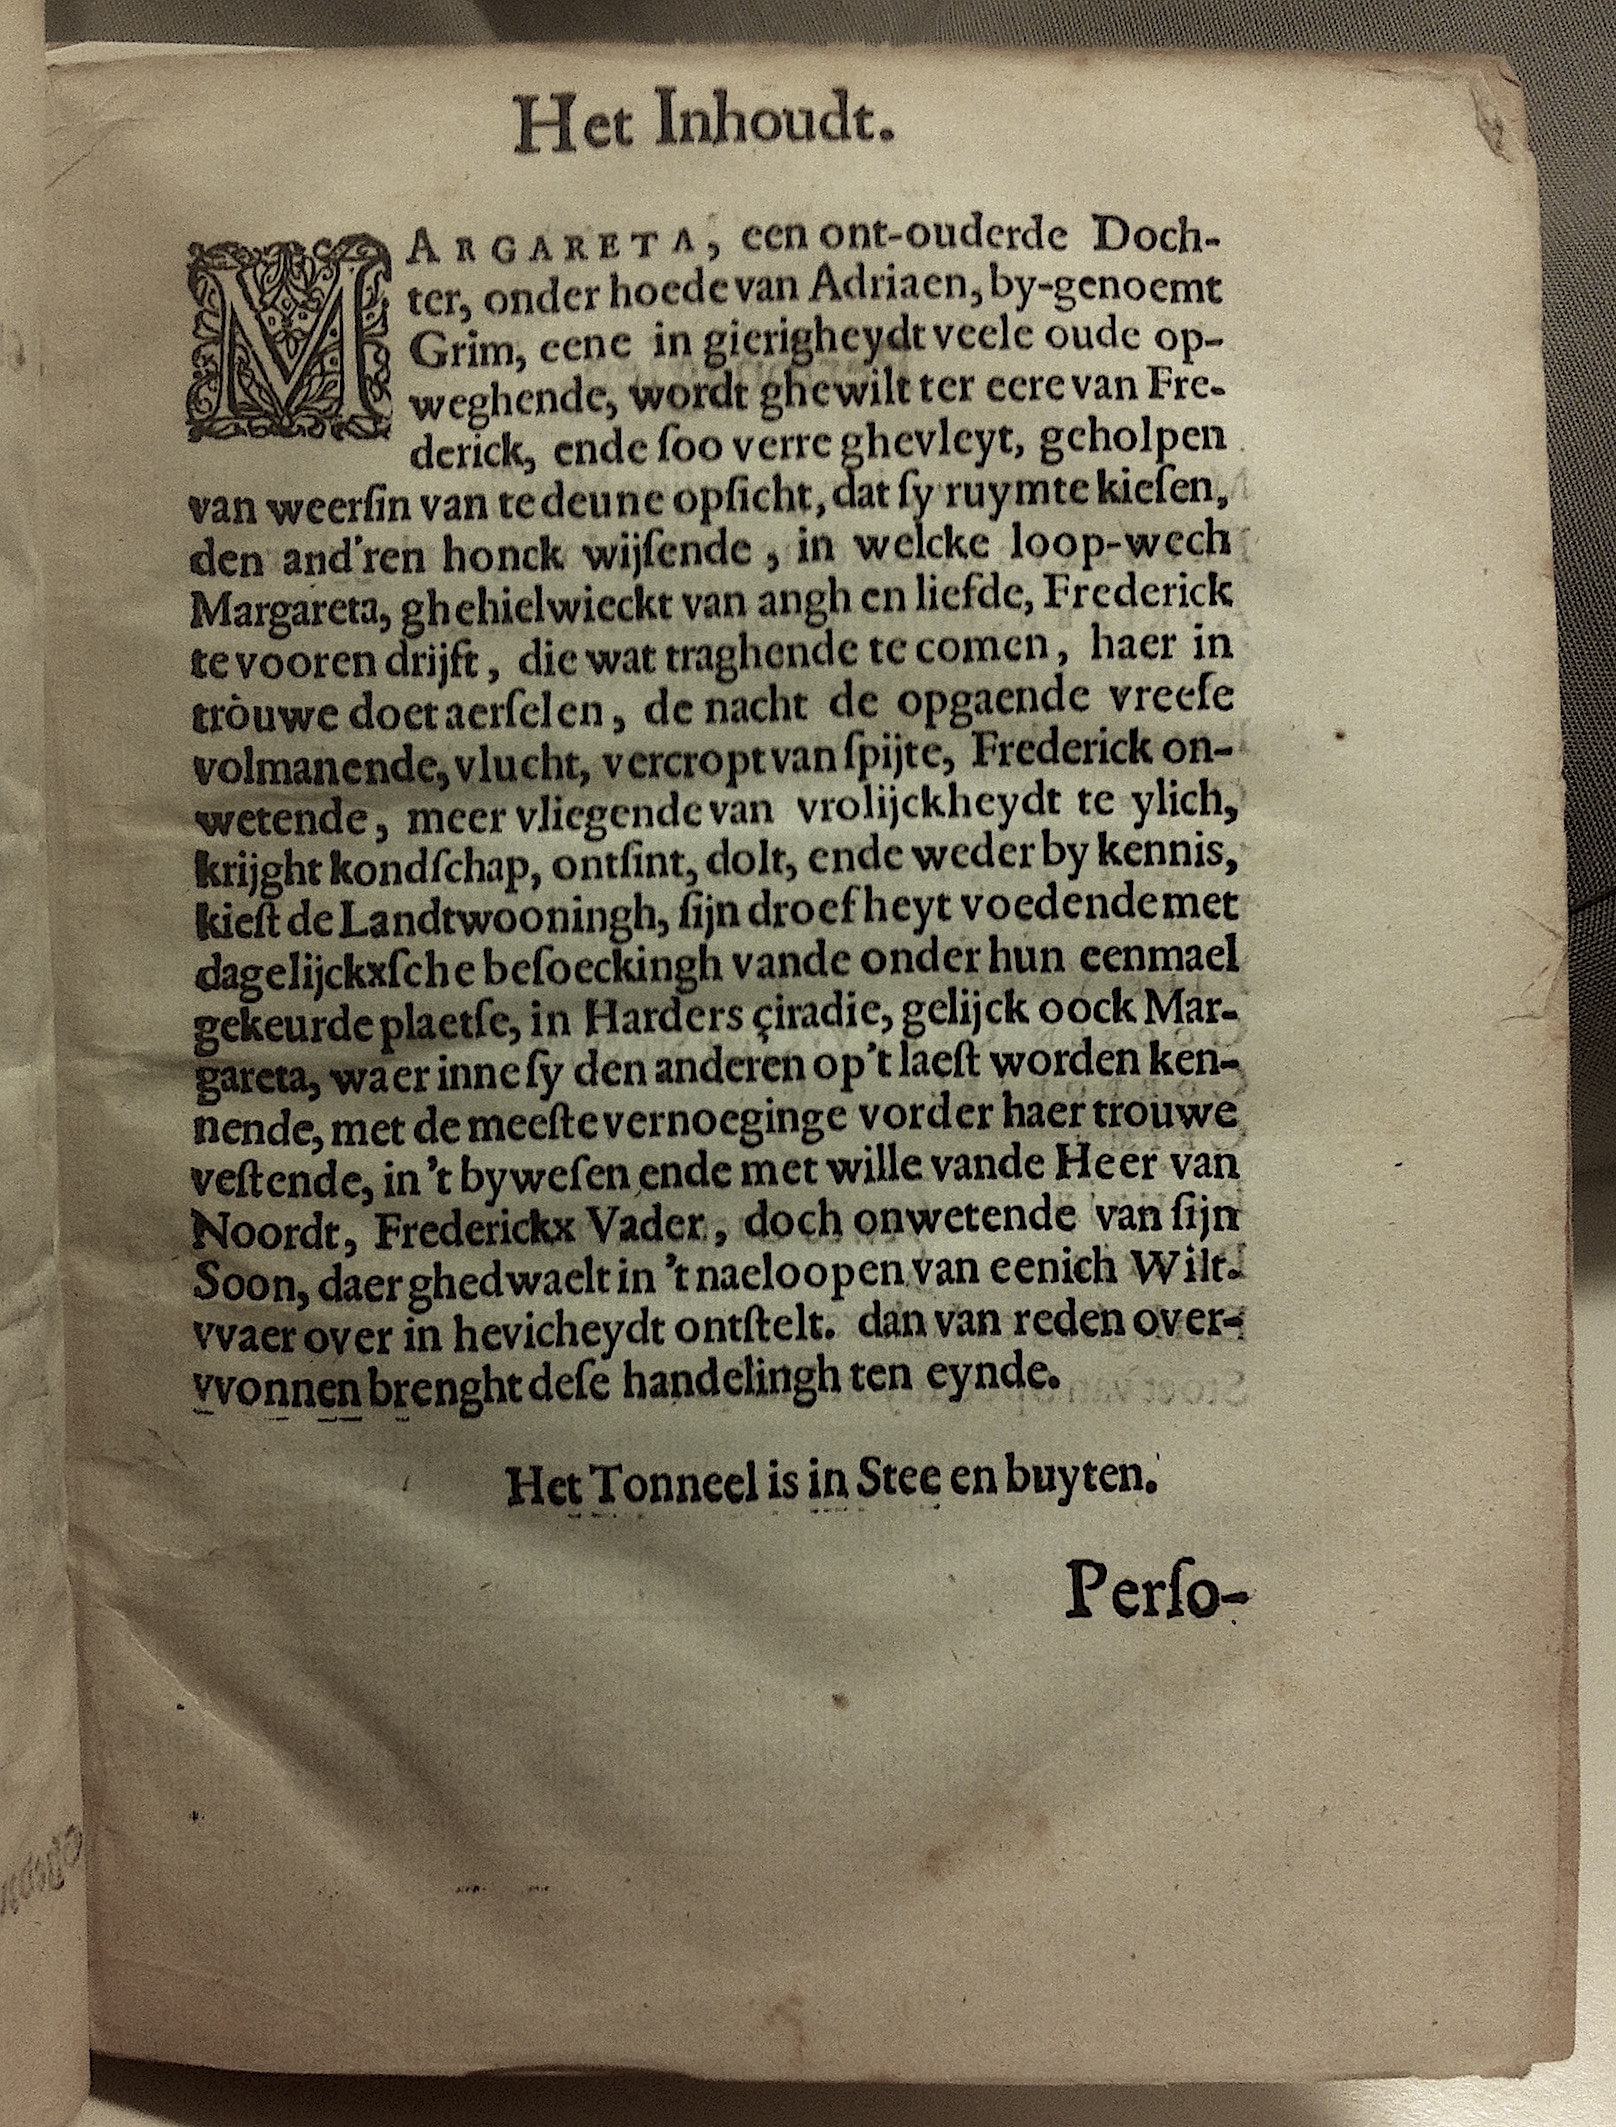 Het Inhoudt.
MARGARETA, een ont-ouderde Doch-
ter, onder hoede van Adriaen, by-genoemt
Grim, eene in gierigheydt veele oude op-
weghende, wordt ghewilt ter eere van Fre-
derick, ende ſoo verre ghevleyt, geholpen
van weerſin van te deune opſicht, dat ſy ruymte kieſen,
den and'ren honck wijſende, in welcke loop-wech
Margareta, ghehielwieckt van angh en liefde, Frederick
te vooren drijft, die wat traghende te comen, haer in
tròuwe doet aerſelen, de nacht de opgaende vreeſe
volmanende, vlucht, vercropt van ſpijte, Frederick on-
wetende, meer vliegende van vrolijckheydt te ylich,
krijght kondſchap, ontſint, dolt, ende weder by kennis,
kieſt de Landtwooningh, ſijn droefheyt voedende met
dagelijckxſche beſoeckingh vande onder hun eenmael
gekeurde plaetſe, in Harders çiradie, gelijck oock Mar-
gareta, waer inne ſy den anderen op't laeſt worden ken-
nende, met de meeſte vernoeginge vorder haer trouwe
veſtende, in 't byweſen ende met wille vande Heer van
Noordt, Frederickx Vader, doch onwetende van ſijn
Soon, daer ghedwaelt in 't naeloopen van eenich Wilt.
vvaer over in hevicheydt ontſtelt. dan van reden over-
vvonnen brenght deſe handelingh ten eynde.
Het Tonneel is in Stee en buyten.
Perſo-